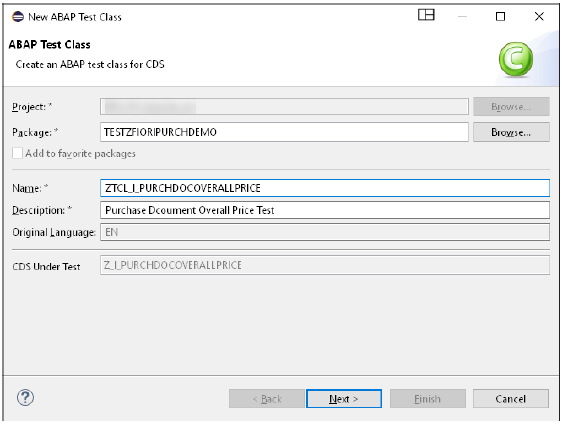 New ABAP Test Class
ABAP Test Class
Create an ABAP test class for CDS
C
Project: *
Browse...
Package: * TESTZFIORIPURCHDEMO Browse...
Add to favorite packages
Name: * ZTCL_I_PURCHDOCOVERALLPRICE
Description: * Purchase Dcoument Overall Price Test
Original Language: EN
CDS Under Test Z_I_PURCHDOCOVERALLPRICE
? < Back Next > Finish Cancel